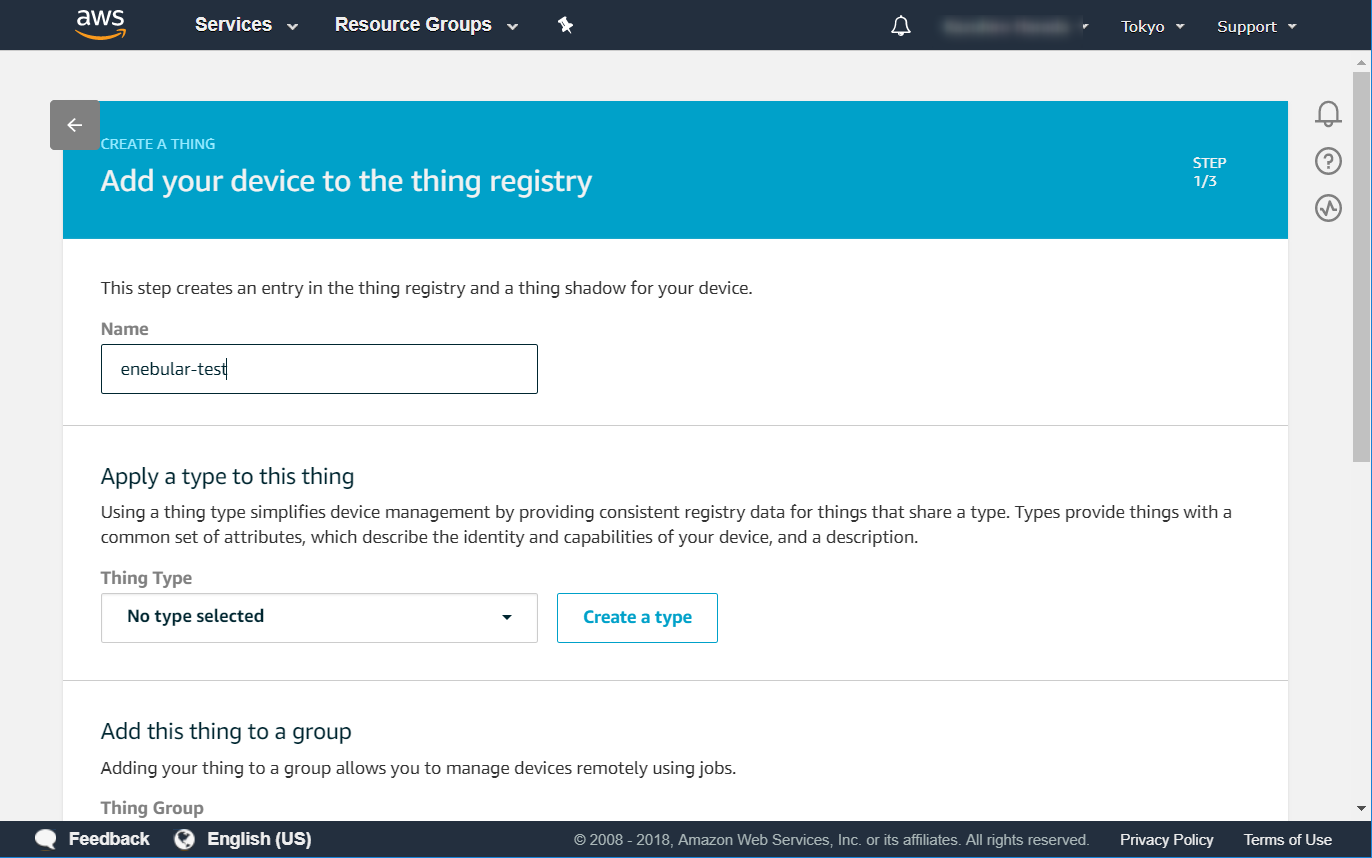 aws Services Resource Groups Tokyo Support
CREATE A THING
Add your device to the thing registry
STEP
1/3
This step creates an entry in the thing registry and a thing shadow for your device.
Name
enebular-test
Apply a type to this thing
Using a thing type simplifies device management by providing consistent registry data for things that share a type. Types provide things with a
common set of attributes, which describe the identity and capabilities of your device, and a description.
Thing Type
No type selected Create a type
Add this thing to a group
Adding your thing to a group allows you to manage devices remotely using jobs.
Thing Group
Feedback English (US) © 2008 - 2018, Amazon Web Services, Inc. or its affiliates. All rights reserved. Privacy Policy Terms of Use